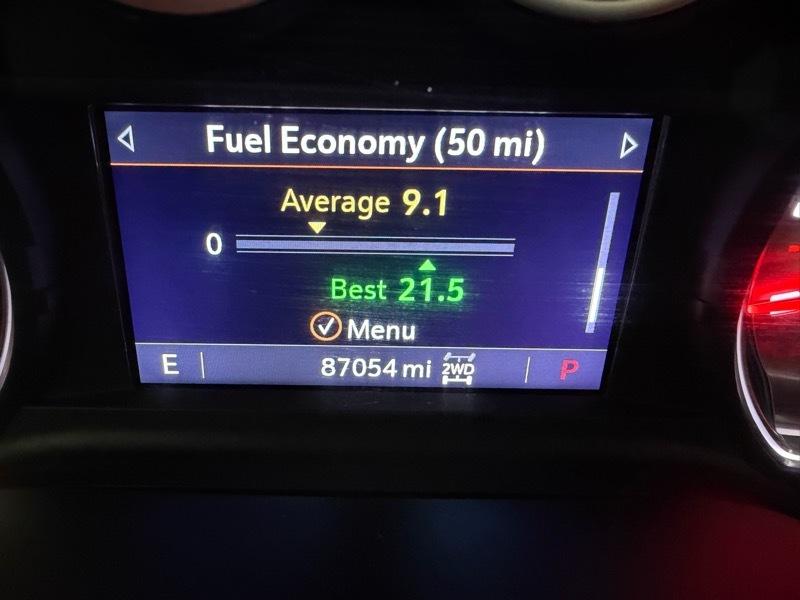 Fuel Economy (50 mi)
Average 9.1
0
Best 21.5
Menu
E 87054 mi 2WD P